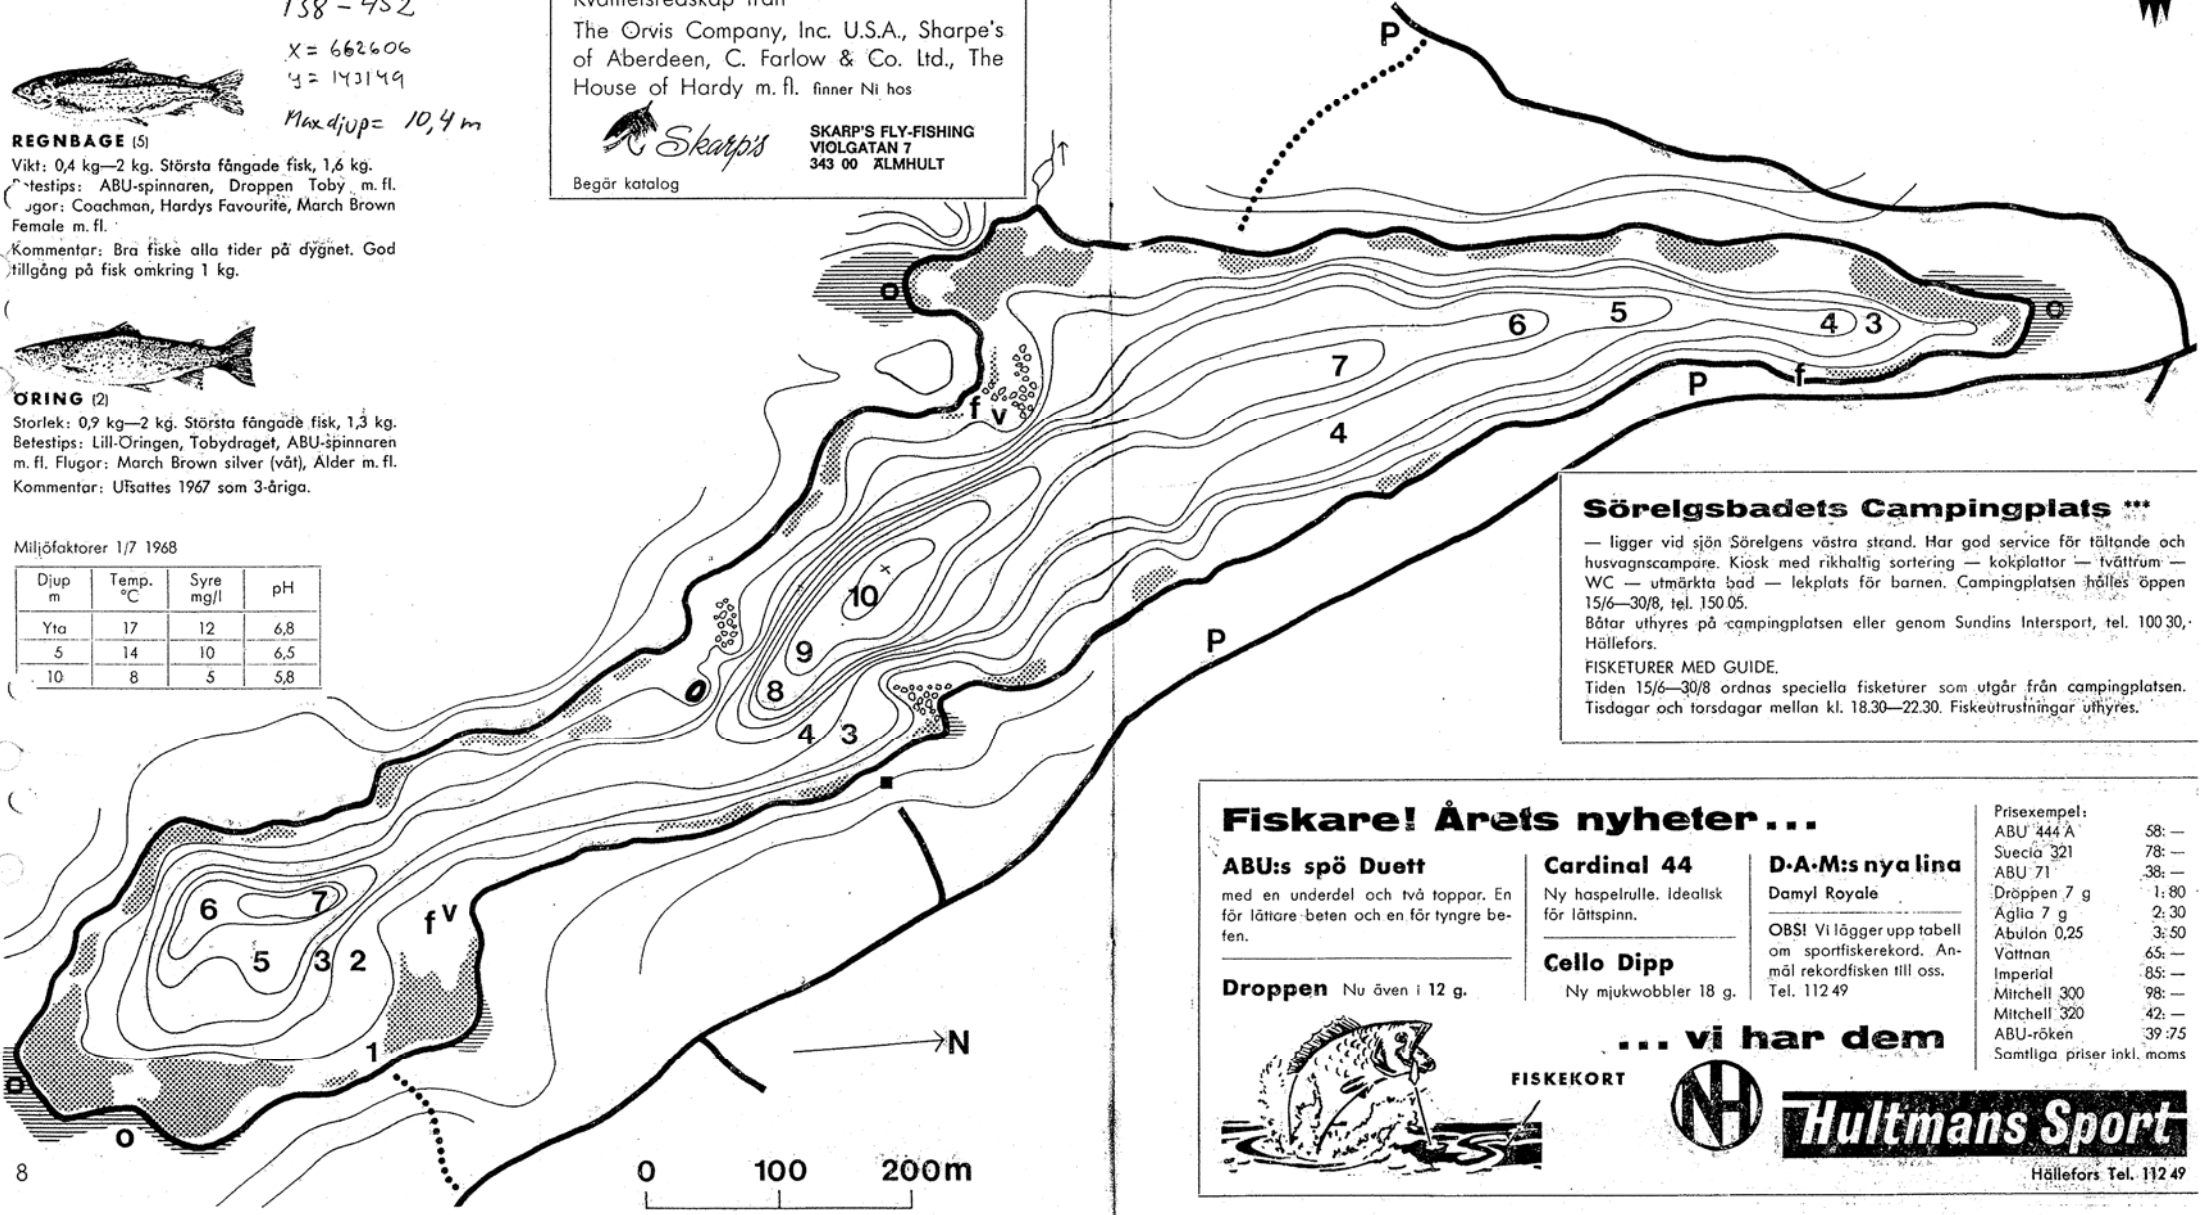 138-452
x = 662606
y = 143149
Maxdjup = 10,4 m
REGNBAGE (5)
Vikt: 0,4 kg—2 kg. Största fångade fisk, 1,6 kg.
ABU-spinnaren, Droppen Toby m. fl.
Coachman, Hardys Favourite, March Brown
Female m. fl.
Kommentar: Bra fiske alla tider på dygnet. God
tillgång på fisk omkring 1 kg.
ÖRING (2)
Storlek: 0,9 kg—2 kg. Största fångade fisk, 1,3 kg.
Betestips: Lill-Öringen, Tobydraget, ABU-spinnaren
m. fl. Flugor: March Brown silver (våt), Alder m. fl.
Kommentar: Utsattes 1967 som 3-åriga.
Miljöfaktorer 1/7 1968
Djup m Temp. °C Syre mg/l pH
Yta 17 12 6,8
5 14 10 6,5
10 8 5 5,8
Kvalitetsredskap från
The Orvis Company, Inc. U.S.A., Sharpe's
of Aberdeen, C. Farlow & Co. Ltd., The
House of Hardy m. fl. finner Ni hos
Skarp's
SKARP'S FLY-FISHING
VIOLGATAN 7
343 00 ÄLMHULT
Begär katalog
P
O
O
6
5
4
3
7
P
f
f
v
4
10
9
8
O
4
3
P
6
7
f
v
5
3
2
1
O
O
N
0 100 200m
8
Sörelgsbadets Campingplats ***
— ligger vid sjön Sörelgens västra strand. Har god service för tältande och
husvagnscampare. Kiosk med rikhaltig sortering — kokplattor — tvättrum —
WC — utmärkta bad — lekplats för barnen. Campingplatsen hålles öppen
15/6—30/8, tel. 150 05.
Båtar uthyres på campingplatsen eller genom Sundins Intersport, tel. 100 30,
Hällefors.
FISKETURER MED GUIDE.
Tiden 15/6—30/8 ordnas speciella fisketurer som utgår från campingplatsen.
Tisdagar och torsdagar mellan kl. 18.30—22.30. Fiskeutrustningar uthyres.
Fiskare! Årets nyheter...
ABU:s spö Duett
med en underdel och två toppar. En
för lättare beten och en för tyngre be-
ten.
Droppen Nu även i 12 g.
Cardinal 44
Ny haspelrulle. Idealisk
för lättspinn.
Cello Dipp
Ny mjukwobbler 18 g.
D·A·M:s nya lina
Damyl Royale
OBS! Vi lägger upp tabell
om sportfiskerekord. An-
mäl rekordfisken till oss.
Tel. 112 49
Prisexempel:
ABU 444 A 58: —
Suecia 321 78: —
ABU 71 38: —
Droppen 7 g 1: 80
Aglia 7 g 2: 30
Abulon 0,25 3: 50
Vattnan 65: —
Imperial 85: —
Mitchell 300 98: —
Mitchell 320 42: —
ABU-röken 39:75
Samtliga priser inkl. moms
... vi har dem
FISKEKORT
NH
Hultmans Sport
Hällefors Tel. 112 49